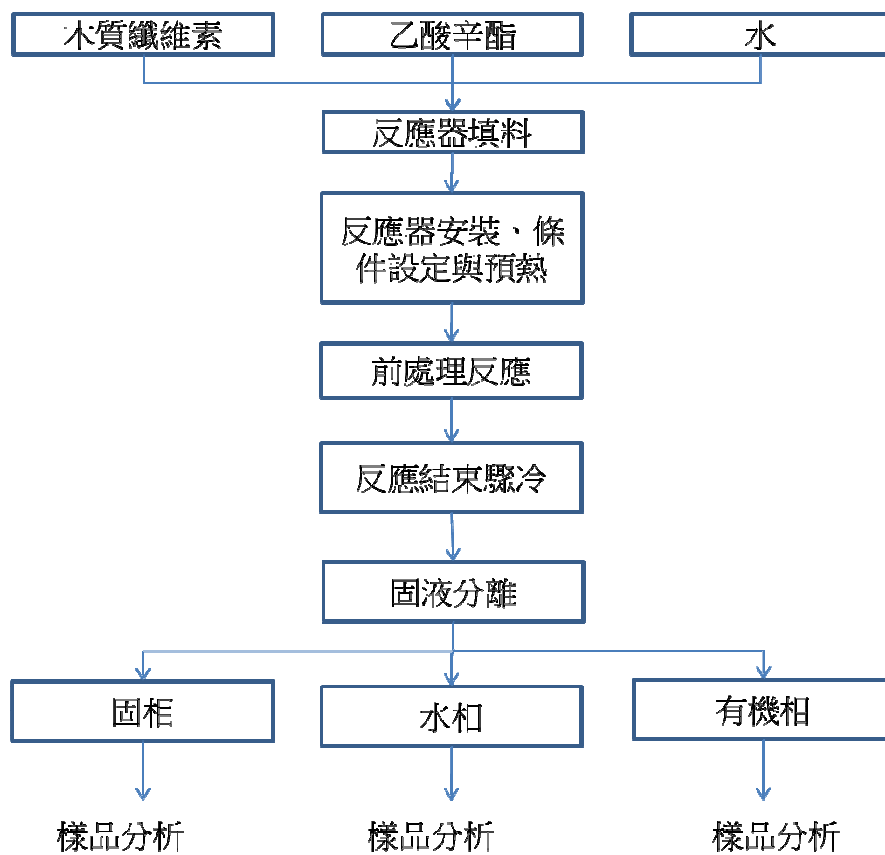 木質纖維素
乙酸辛酯
水
反應器填料
反應器安裝、條
件設定與預熱
前處理反應
反應結束驟冷
固液分離
固相
水相
有機相
樣品分析
樣品分析
樣品分析